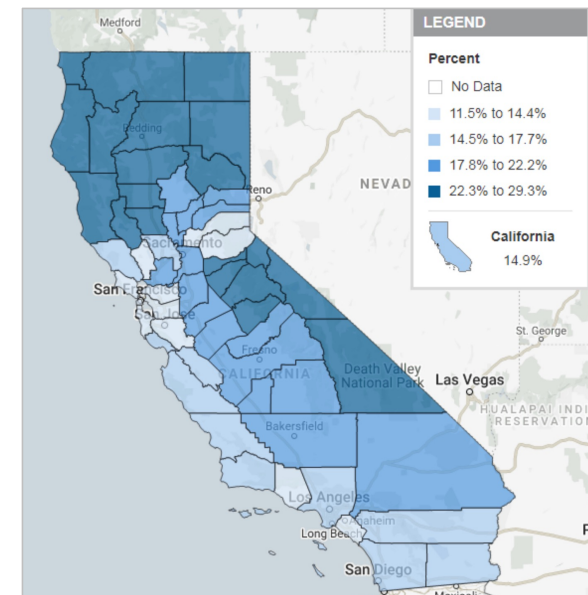 Medford
LEGEND
Percent
No Data
11.5% to 14.4%
14.5% to 17.7%
17.8% to 22.2%
22.3% to 29.3%
California
14.9%
Redding
Reno
NEVAD
Sacramento
San Francisco
San Jose
St. George
Fresno
CALIFORNIA
Death Valley
National Park
Las Vegas
HUALAPAI INDI
RESERVATION
Bakersfield
Los Angeles
Anaheim
Long Beach
San Diego
Mexicali